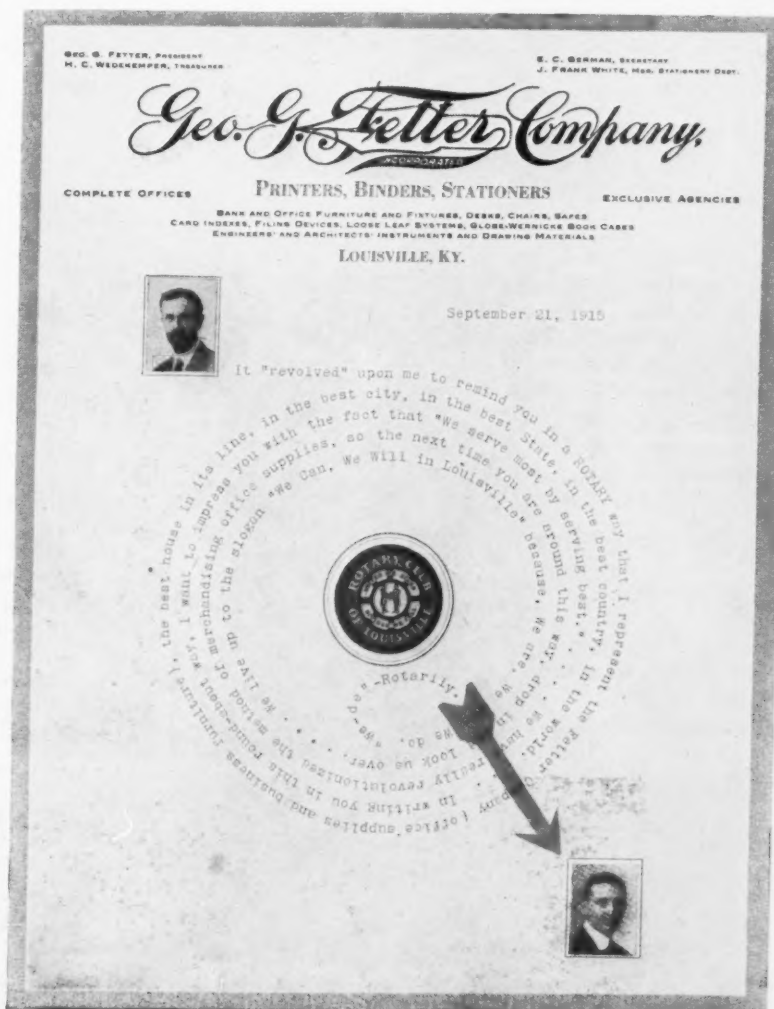 GEO. G. FETTER, PRESIDENT
H. C. WEDEKEMPER, TREASURER
E. C. GERMAN, SECRETARY
J. FRANK WHITE, MGR. STATIONERY DEPT.
Geo. G. Fetter Company,
INCORPORATED
COMPLETE OFFICES
PRINTERS, BINDERS, STATIONERS
EXCLUSIVE AGENCIES
BANK AND OFFICE FURNITURE AND FIXTURES, DESKS, CHAIRS, SAFES
CARD INDEXES, FILING DEVICES, LOOSE LEAF SYSTEMS, GLOBE-WERNICKE BOOK CASES
ENGINEERS' AND ARCHITECTS' INSTRUMENTS AND DRAWING MATERIALS
LOUISVILLE, KY.
September 21, 1915
It "revolved" upon me to remind you in a ROTARY way that I represent the Fetter Company (office supplies and business furniture), the best house in its line, in the best city, in the best State, in the best country, in the world. . . . In writing you in this round-about way, I want to impress you with the fact that "We serve most by serving best." . . . . We have really revolutionized the method of merchandising office supplies, so the next time you are around this way, drop in look us over. . . . . We live up to the slogan "We Can, We Will in Louisville" because, we are, we do. "We-de"-Rotarily,
ROTARY CLUB
OF LOUISVILLE